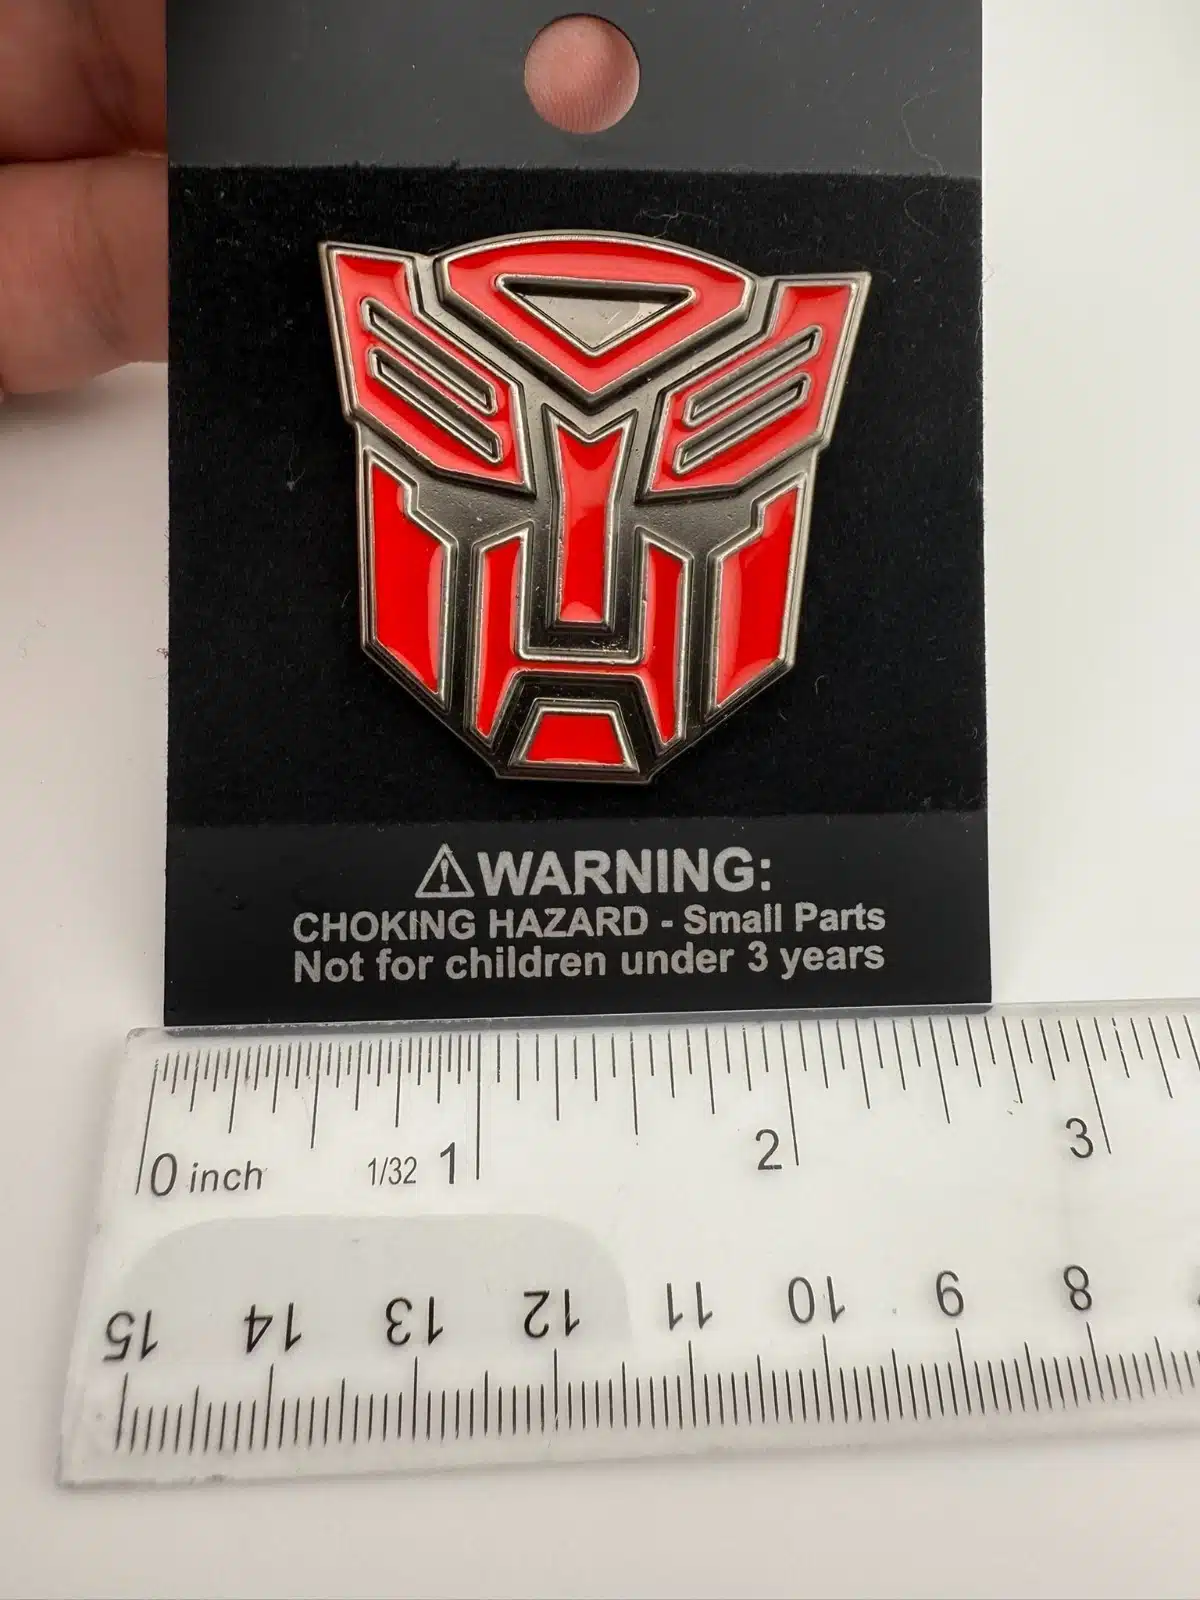 ⚠WARNING:
CHOKING HAZARD - Small Parts
Not for children under 3 years
0 inch 1/32 1 2 3
15 14 13 12 11 10 9 8